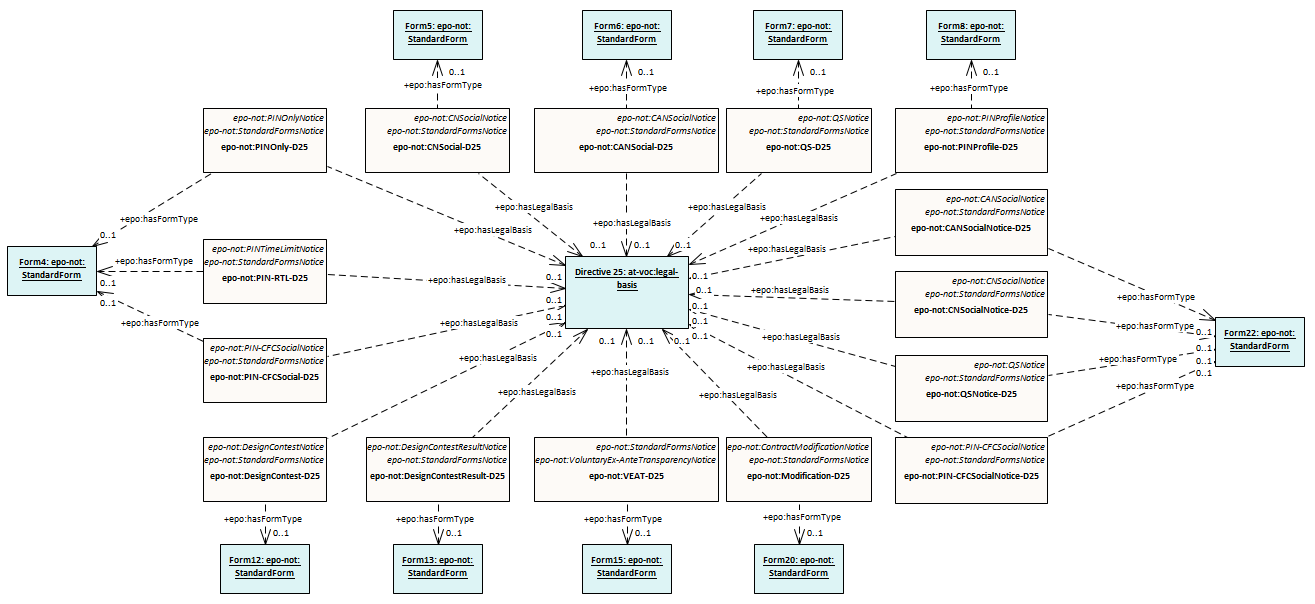 Form5: epo-not:
StandardForm
Form6: epo-not:
StandardForm
Form7: epo-not:
StandardForm
Form8: epo-not:
StandardForm
0..1
0..1
0..1
0..1
+epo:hasFormType
+epo:hasFormType
+epo:hasFormType
+epo:hasFormType
epo-not:PINOnlyNotice
epo-not:StandardFormsNotice
epo-not:PINOnly-D25
epo-not:CNSocialNotice
epo-not:StandardFormsNotice
epo-not:CNSocial-D25
epo-not:CANSocialNotice
epo-not:StandardFormsNotice
epo-not:CANSocial-D25
epo-not:QSNotice
epo-not:StandardFormsNotice
epo-not:QS-D25
epo-not:PINProfileNotice
epo-not:StandardFormsNotice
epo-not:PINProfile-D25
epo-not:CANSocialNotice
epo-not:StandardFormsNotice
epo-not:CANSocialNotice-D25
+epo:hasFormType
0..1
+epo:hasLegalBasis
+epo:hasLegalBasis
+epo:hasLegalBasis
+epo:hasLegalBasis
+epo:hasLegalBasis
+epo:hasLegalBasis
0..1
0..1
0..1
Form4: epo-not:
StandardForm
+epo:hasFormType
0..1
0..1
+epo:hasFormType
epo-not:PINTimeLimitNotice
epo-not:StandardFormsNotice
epo-not:PIN-RTL-D25
+epo:hasLegalBasis
0..1
0..1
0..1
0..1
0..1
Directive 25: at-voc:legal-
basis
0..1
0..1
0..1
0..1
0..1
+epo:hasLegalBasis
epo-not:CNSocialNotice
epo-not:StandardFormsNotice
epo-not:CNSocialNotice-D25
+epo:hasFormType
+epo:hasFormType
0..1
0..1
0..1
0..1
Form22: epo-not:
StandardForm
epo-not:PIN-CFCSocialNotice
epo-not:StandardFormsNotice
epo-not:PIN-CFCSocial-D25
+epo:hasLegalBasis
+epo:hasLegalBasis
+epo:hasLegalBasis
0..1
0..1
0..1
+epo:hasLegalBasis
+epo:hasLegalBasis
+epo:hasLegalBasis
+epo:hasLegalBasis
+epo:hasLegalBasis
epo-not:QSNotice
epo-not:StandardFormsNotice
epo-not:QSNotice-D25
+epo:hasFormType
+epo:hasFormType
epo-not:DesignContestNotice
epo-not:StandardFormsNotice
epo-not:DesignContest-D25
epo-not:DesignContestResultNotice
epo-not:StandardFormsNotice
epo-not:DesignContestResult-D25
epo-not:StandardFormsNotice
epo-not:VoluntaryEx-AnteTransparencyNotice
epo-not:VEAT-D25
epo-not:ContractModificationNotice
epo-not:StandardFormsNotice
epo-not:Modification-D25
epo-not:PIN-CFCSocialNotice
epo-not:StandardFormsNotice
epo-not:PIN-CFCSocialNotice-D25
+epo:hasFormType
+epo:hasFormType
+epo:hasFormType
+epo:hasFormType
0..1
0..1
0..1
0..1
Form12: epo-not:
StandardForm
Form13: epo-not:
StandardForm
Form15: epo-not:
StandardForm
Form20: epo-not:
StandardForm